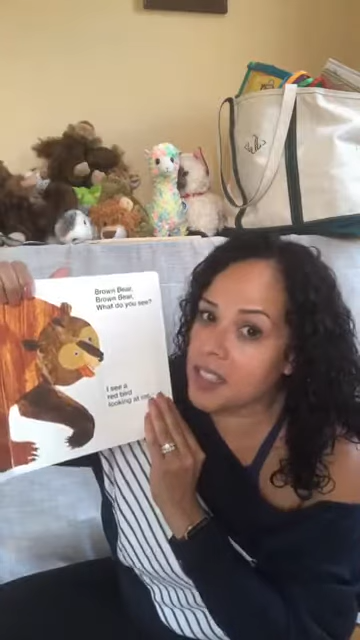 Brown Bear,
Brown Bear,
What do you see?
I see a
red bird
looking at me.